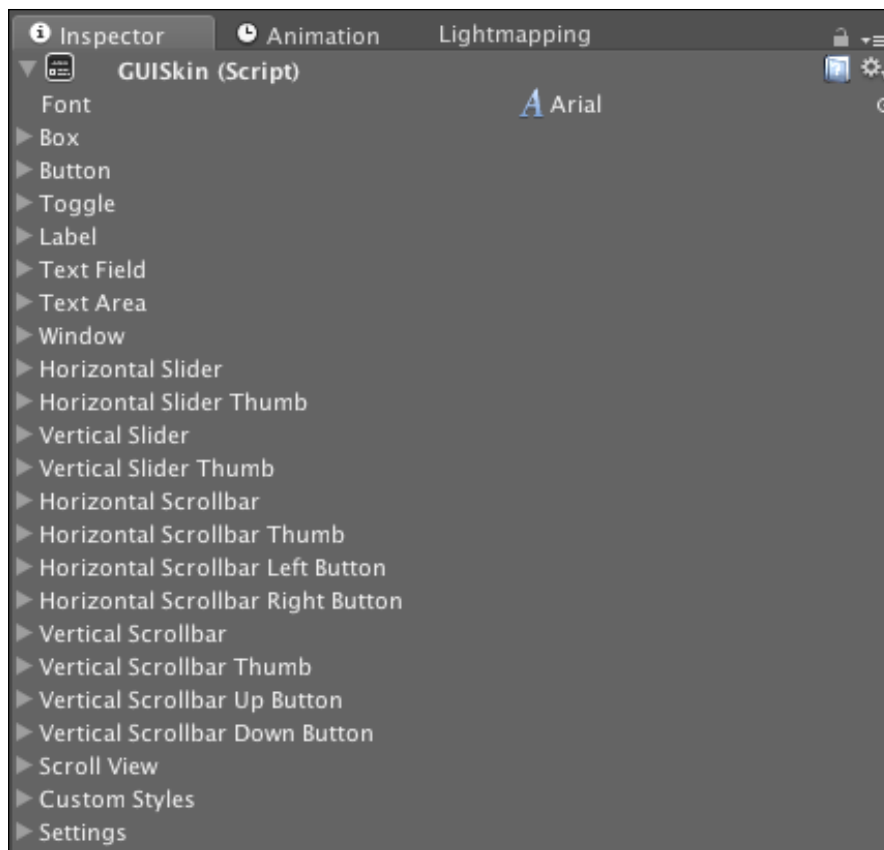 Inspector Animation Lightmapping
GUISkin (Script)
Font Arial
Box
Button
Toggle
Label
Text Field
Text Area
Window
Horizontal Slider
Horizontal Slider Thumb
Vertical Slider
Vertical Slider Thumb
Horizontal Scrollbar
Horizontal Scrollbar Thumb
Horizontal Scrollbar Left Button
Horizontal Scrollbar Right Button
Vertical Scrollbar
Vertical Scrollbar Thumb
Vertical Scrollbar Up Button
Vertical Scrollbar Down Button
Scroll View
Custom Styles
Settings